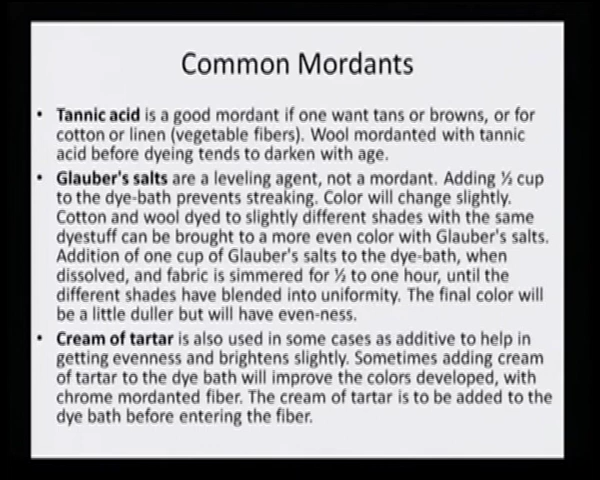 Common Mordants
• Tannic acid is a good mordant if one want tans or browns, or for
cotton or linen (vegetable fibers). Wool mordanted with tannic
acid before dyeing tends to darken with age.
• Glauber's salts are a leveling agent, not a mordant. Adding ½ cup
to the dye-bath prevents streaking. Color will change slightly.
Cotton and wool dyed to slightly different shades with the same
dyestuff can be brought to a more even color with Glauber's salts.
Addition of one cup of Glauber's salts to the dye-bath, when
dissolved, and fabric is simmered for ½ to one hour, until the
different shades have blended into uniformity. The final color will
be a little duller but will have even-ness.
• Cream of tartar is also used in some cases as additive to help in
getting evenness and brightens slightly. Sometimes adding cream
of tartar to the dye bath will improve the colors developed, with
chrome mordanted fiber. The cream of tartar is to be added to the
dye bath before entering the fiber.